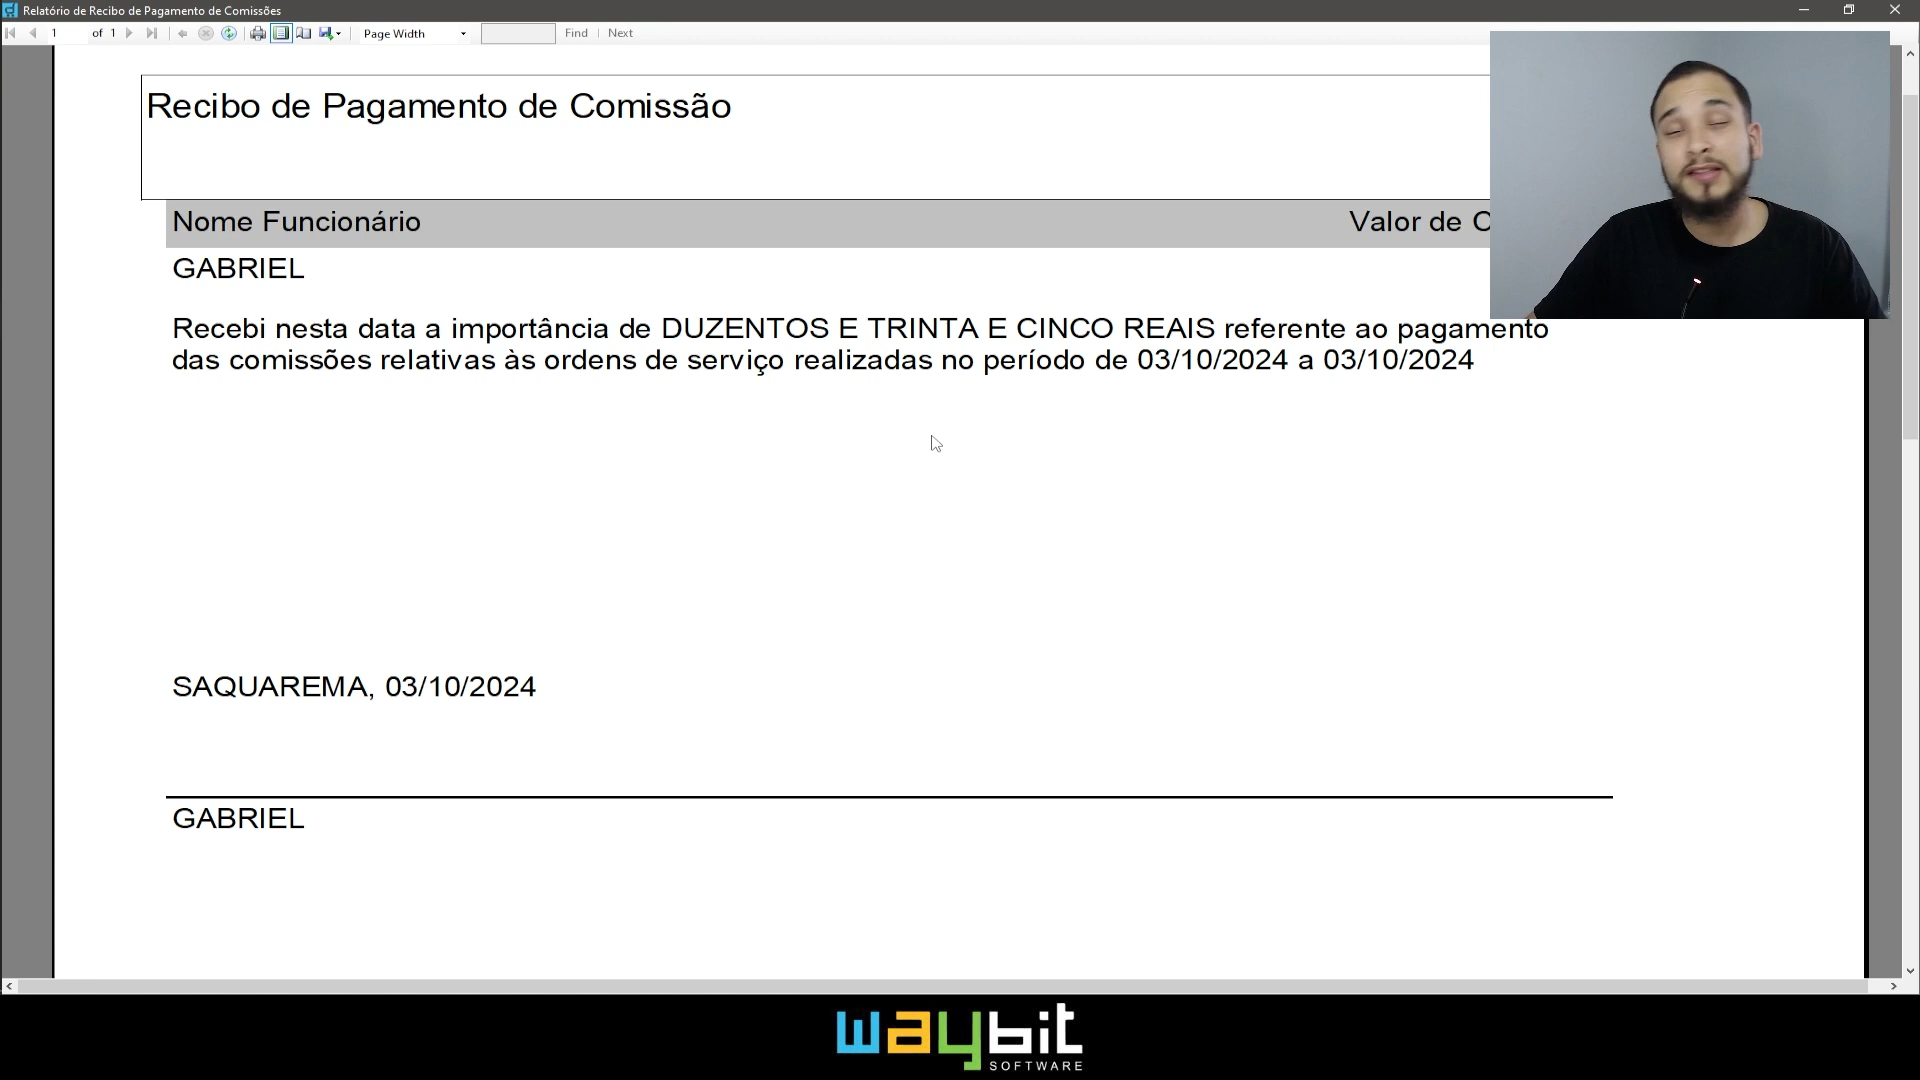 Relatório de Recibo de Pagamento de Comissões
1 of 1 Page Width Find Next
Recibo de Pagamento de Comissão
Nome Funcionário Valor de
GABRIEL
Recebi nesta data a importância de DUZENTOS E TRINTA E CINCO REAIS referente ao pagamento
das comissões relativas às ordens de serviço realizadas no período de 03/10/2024 a 03/10/2024
SAQUAREMA, 03/10/2024
GABRIEL
waybit
SOFTWARE